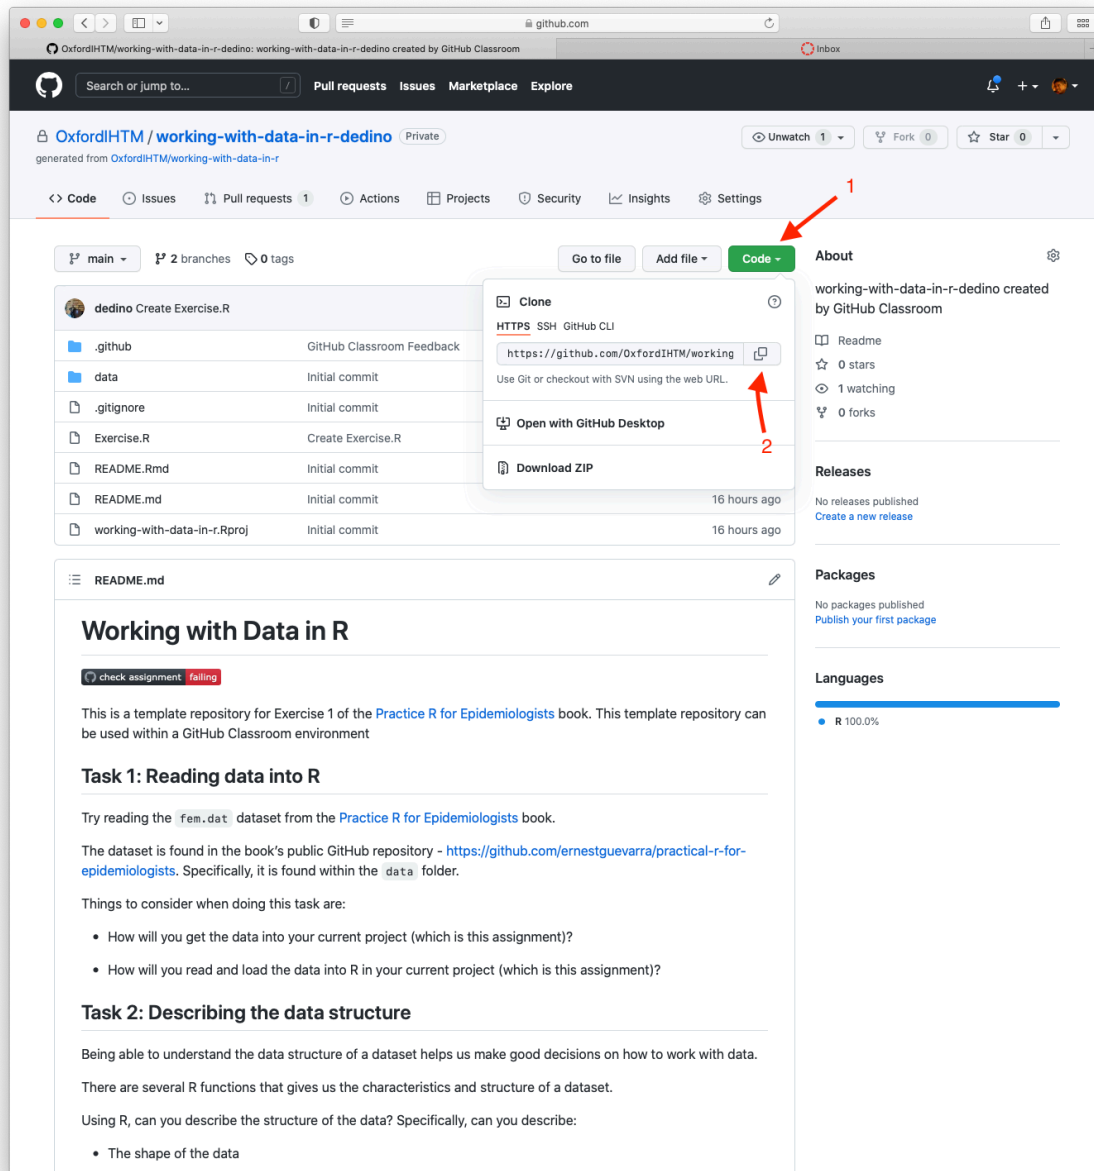 github.com
OxfordIHTM/working-with-data-in-r-dedino: working-with-data-in-r-dedino created by GitHub Classroom
Inbox
Search or jump to...
/
Pull requests Issues Marketplace Explore
OxfordIHTM / working-with-data-in-r-dedino Private
Unwatch 1 Fork 0 Star 0
generated from OxfordIHTM/working-with-data-in-r
Code Issues Pull requests 1 Actions Projects Security Insights Settings
1
main 2 branches 0 tags Go to file Add file Code
About
working-with-data-in-r-dedino created
by GitHub Classroom
Readme
0 stars
1 watching
0 forks
dedino Create Exercise.R
.github GitHub Classroom Feedback
data Initial commit
.gitignore Initial commit
Exercise.R Create Exercise.R
README.Rmd Initial commit
README.md Initial commit 16 hours ago
working-with-data-in-r.Rproj Initial commit 16 hours ago
Clone
HTTPS SSH GitHub CLI
https://github.com/OxfordIHTM/working
Use Git or checkout with SVN using the web URL.
2
Open with GitHub Desktop
Download ZIP
Releases
No releases published
Create a new release
Packages
No packages published
Publish your first package
Languages
R 100.0%
README.md
Working with Data in R
check assignment failing
This is a template repository for Exercise 1 of the Practice R for Epidemiologists book. This template repository can
be used within a GitHub Classroom environment
Task 1: Reading data into R
Try reading the fem.dat dataset from the Practice R for Epidemiologists book.
The dataset is found in the book's public GitHub repository - https://github.com/ernestguevarra/practical-r-for-
epidemiologists. Specifically, it is found within the data folder.
Things to consider when doing this task are:
• How will you get the data into your current project (which is this assignment)?
• How will you read and load the data into R in your current project (which is this assignment)?
Task 2: Describing the data structure
Being able to understand the data structure of a dataset helps us make good decisions on how to work with data.
There are several R functions that gives us the characteristics and structure of a dataset.
Using R, can you describe the structure of the data? Specifically, can you describe:
• The shape of the data